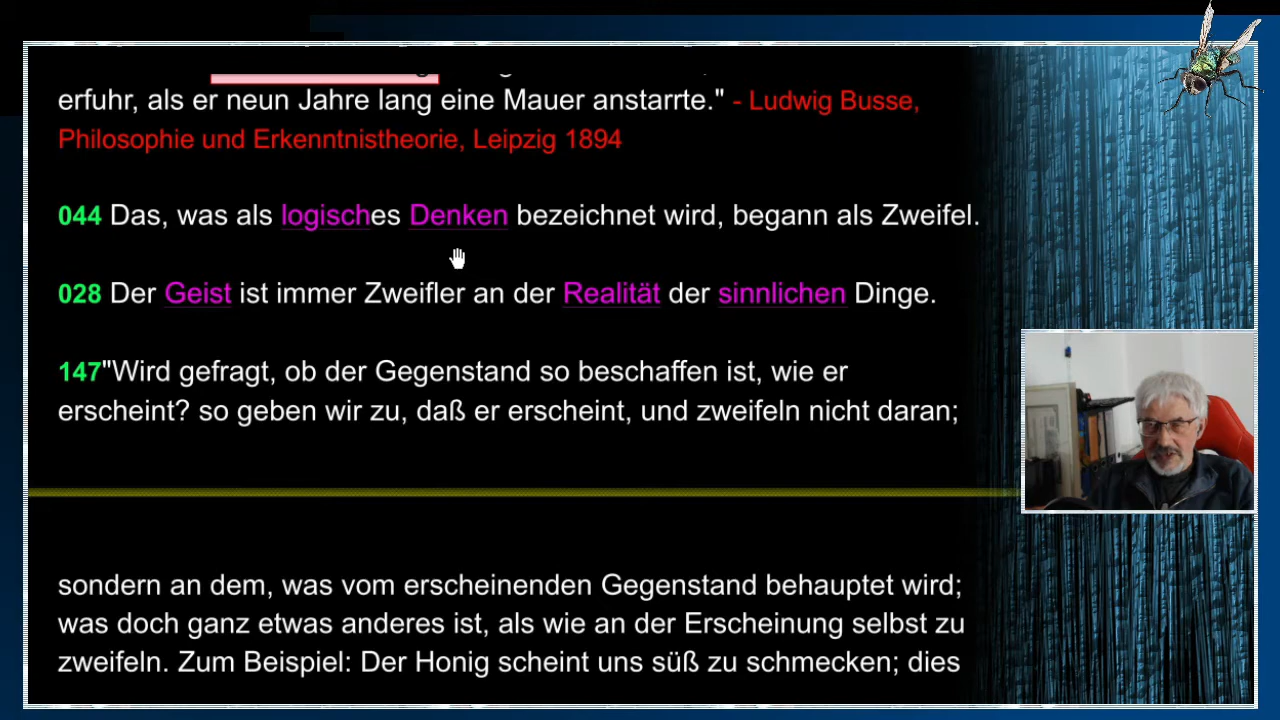 erfuhr, als er neun Jahre lang eine Mauer anstarrte." - Ludwig Busse,
Philosophie und Erkenntnistheorie, Leipzig 1894
044 Das, was als logisches Denken bezeichnet wird, begann als Zweifel.
028 Der Geist ist immer Zweifler an der Realität der sinnlichen Dinge.
147"Wird gefragt, ob der Gegenstand so beschaffen ist, wie er
erscheint? so geben wir zu, daß er erscheint, und zweifeln nicht daran;
sondern an dem, was vom erscheinenden Gegenstand behauptet wird;
was doch ganz etwas anderes ist, als wie an der Erscheinung selbst zu
zweifeln. Zum Beispiel: Der Honig scheint uns süß zu schmecken; dies